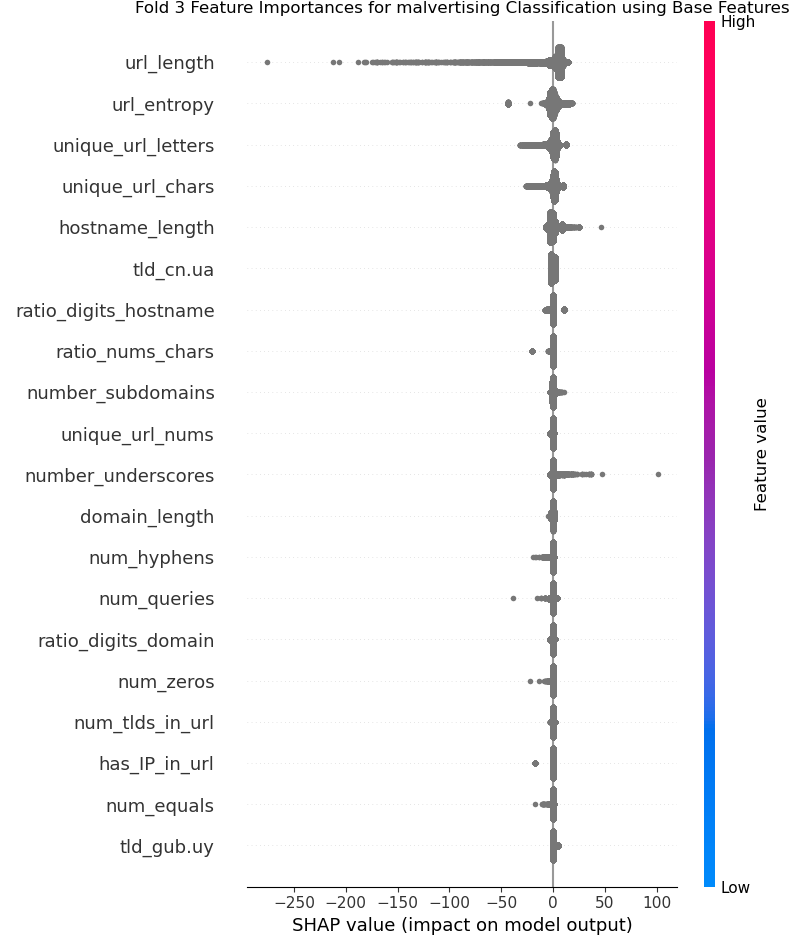 Fold 3 Feature Importances for malvertising Classification using Base Features
High
url_length
url_entropy
unique_url_letters
unique_url_chars
hostname_length
tld_cn.ua
ratio_digits_hostname
ratio_nums_chars
number_subdomains
unique_url_nums
number_underscores
domain_length
num_hyphens
num_queries
ratio_digits_domain
num_zeros
num_tlds_in_url
has_IP_in_url
num_equals
tld_gub.uy
Feature value
Low
−250 −200 −150 −100 −50 0 50 100
SHAP value (impact on model output)